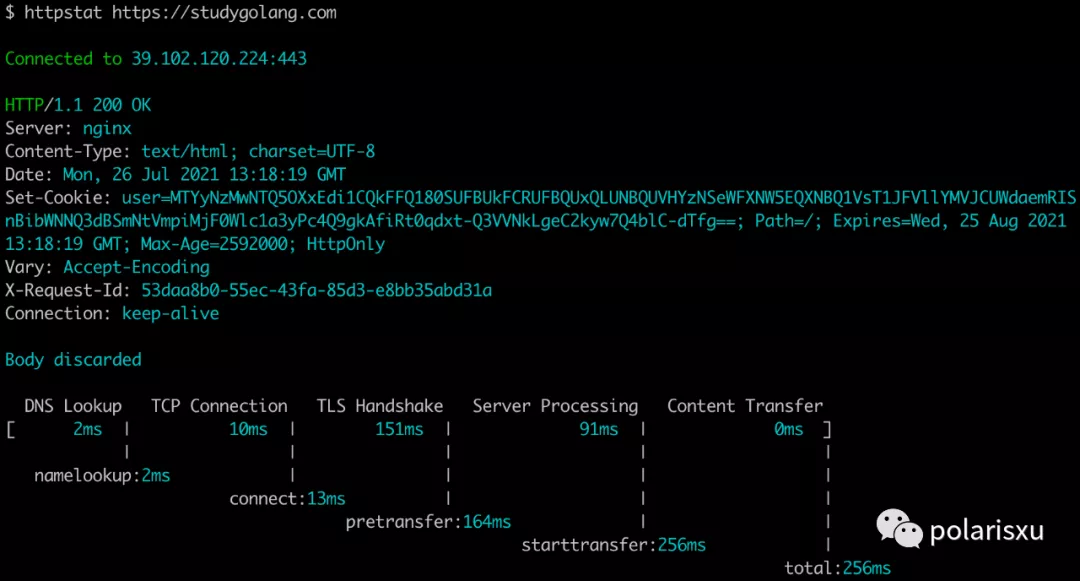 $ httpstat https://studygolang.com
Connected to 39.102.120.224:443
HTTP/1.1 200 OK
Server: nginx
Content-Type: text/html; charset=UTF-8
Date: Mon, 26 Jul 2021 13:18:19 GMT
Set-Cookie: user=MTYyNzMwNTQ5OXxEdi1CQkFFQ180SUFBUkFCRUFBQUxQLUNBQUVHYzNSeWFXNW5EQXNBQ1VsT1JFVllYMVJCUWdaemRIS
nBibWNNQ3dBSmNtVmpiMjF0Wlc1a3yPc4Q9gkAfiRt0qdxt-Q3VVNkLgeC2kyw7Q4blC-dTfg==; Path=/; Expires=Wed, 25 Aug 2021
13:18:19 GMT; Max-Age=2592000; HttpOnly
Vary: Accept-Encoding
X-Request-Id: 53daa8b0-55ec-43fa-85d3-e8bb35abd31a
Connection: keep-alive
Body discarded
DNS Lookup TCP Connection TLS Handshake Server Processing Content Transfer
[ 2ms | 10ms | 151ms | 91ms | 0ms ]
| | | | |
namelookup:2ms | | | |
connect:13ms | | |
pretransfer:164ms | |
starttransfer:256ms |
total:256ms
polarisxu